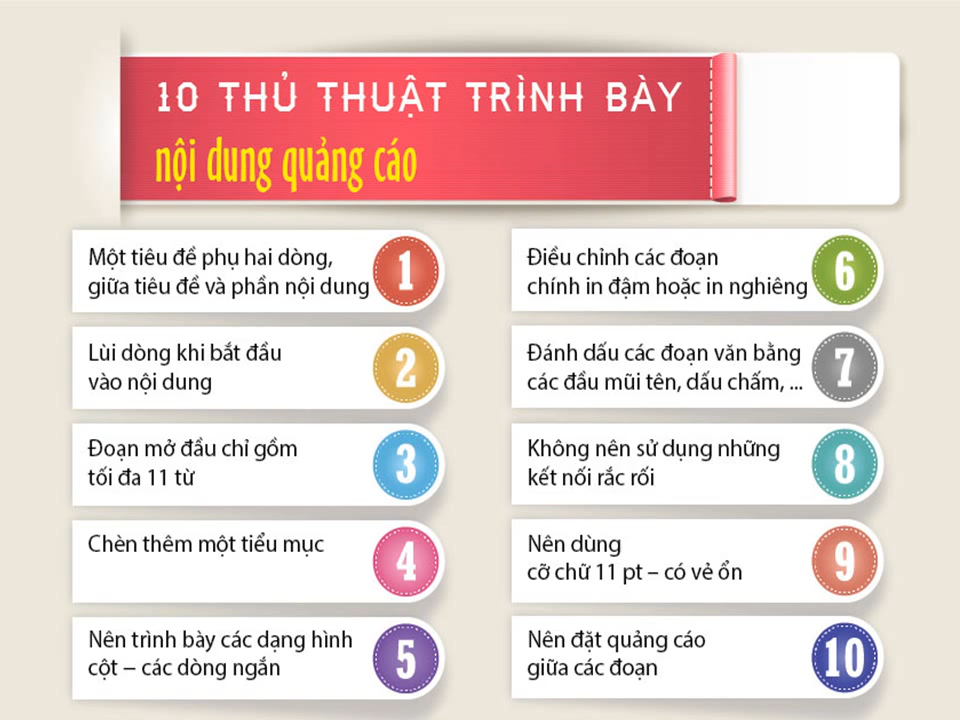 10 THỦ THUẬT TRÌNH BÀY
nội dung quảng cáo
Một tiêu đề phụ hai dòng,
giữa tiêu đề và phần nội dung
1
Lùi dòng khi bắt đầu
vào nội dung
2
Đoạn mở đầu chỉ gồm
tối đa 11 từ
3
Chèn thêm một tiểu mục
4
Nên trình bày các dạng hình
cột – các dòng ngắn
5
Điều chỉnh các đoạn
chính in đậm hoặc in nghiêng
6
Đánh dấu các đoạn văn bằng
các đầu mũi tên, dấu chấm, ...
7
Không nên sử dụng những
kết nối rắc rối
8
Nên dùng
cỡ chữ 11 pt – có vẻ ổn
9
Nên đặt quảng cáo
giữa các đoạn
10